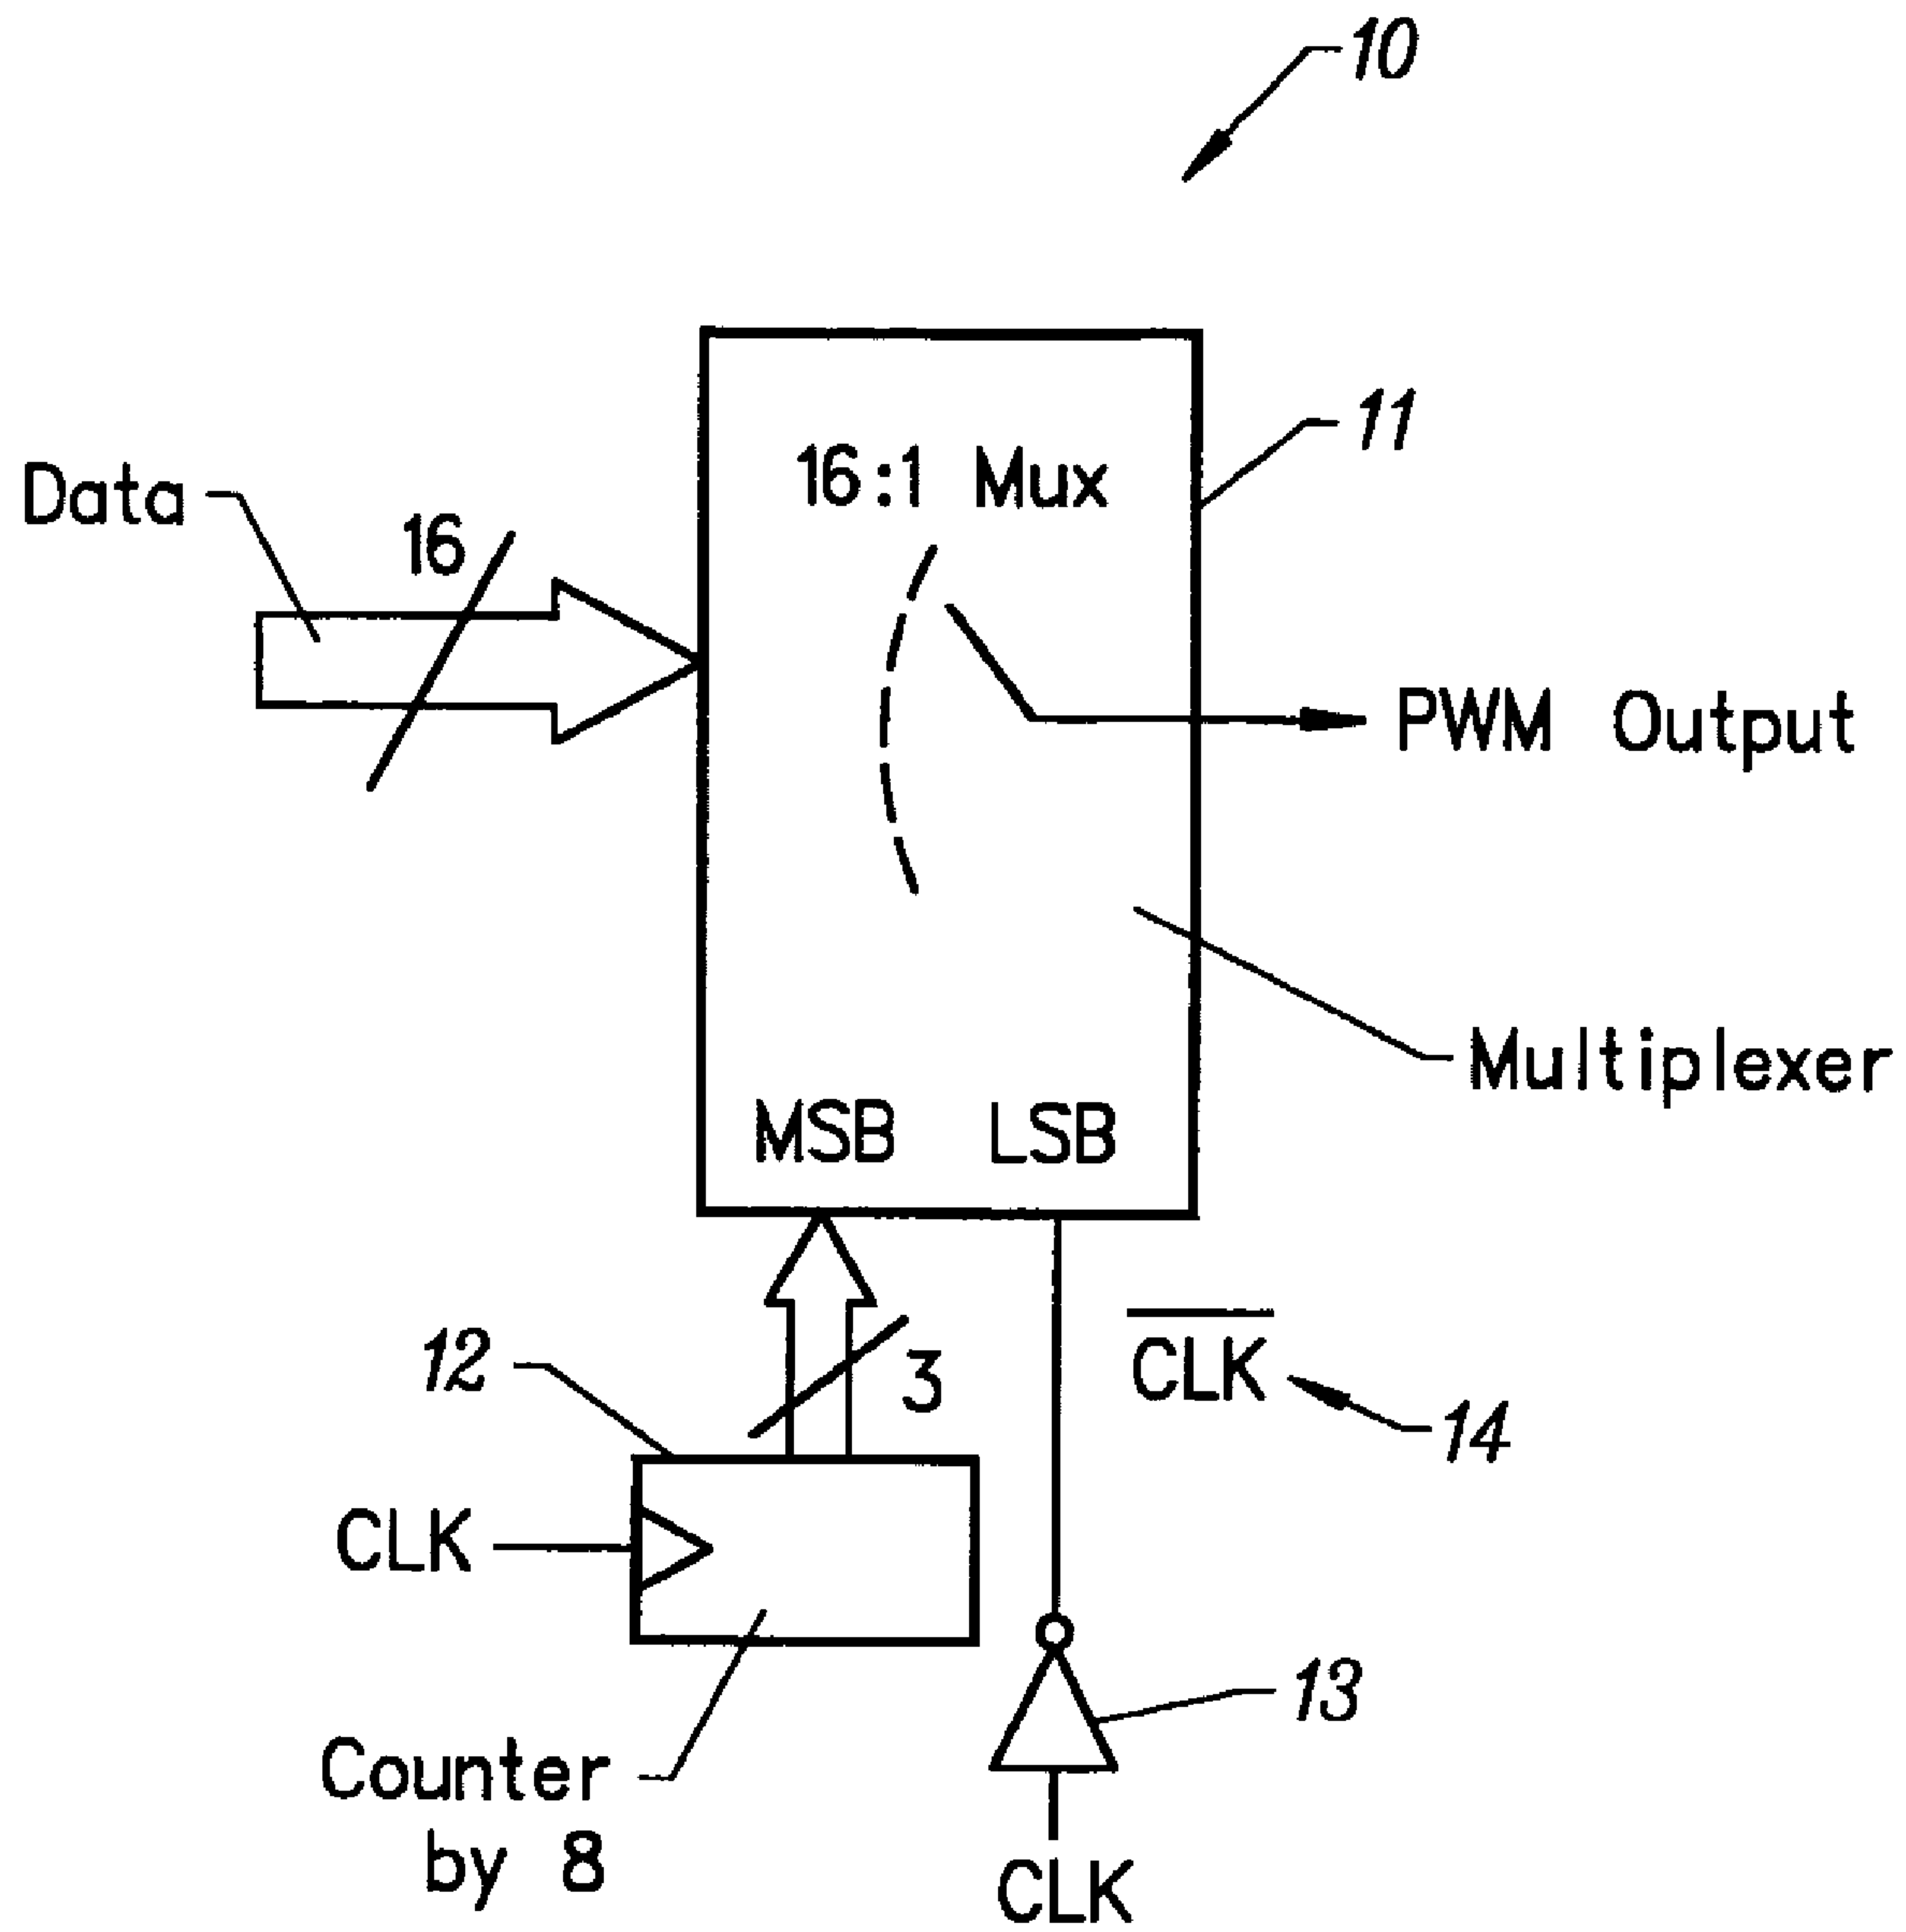 10
11
16:1 Mux
Data
16
PWM Output
Multiplexer
MSB LSB
12
3
CLK
14
CLK
13
Counter
by 8
CLK